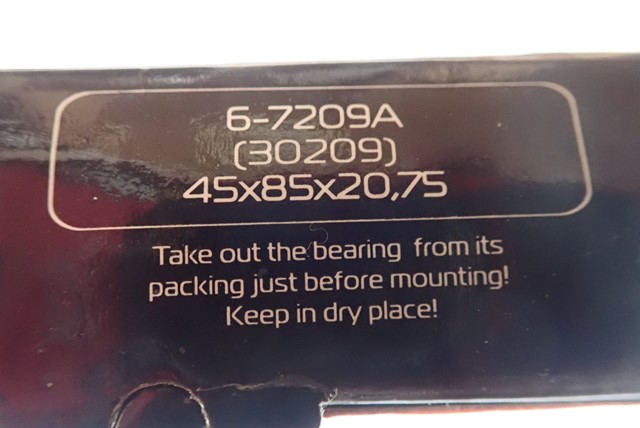 6-7209A
(30209)
45x85x20,75
Take out the bearing from its
packing just before mounting!
Keep in dry place!